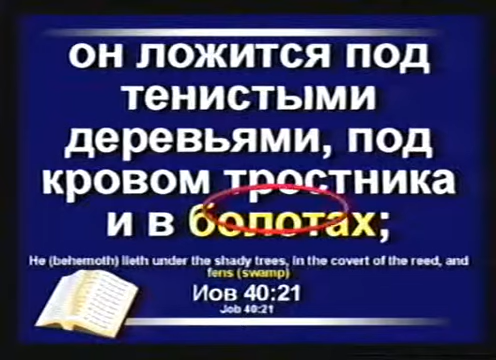 он ложится под
тенистыми
деревьями, под
кровом тростника
и в болотах;
He (behemoth) lieth under the shady trees, in the covert of the reed, and
fens (swamp)
Иов 40:21
Job 40:21